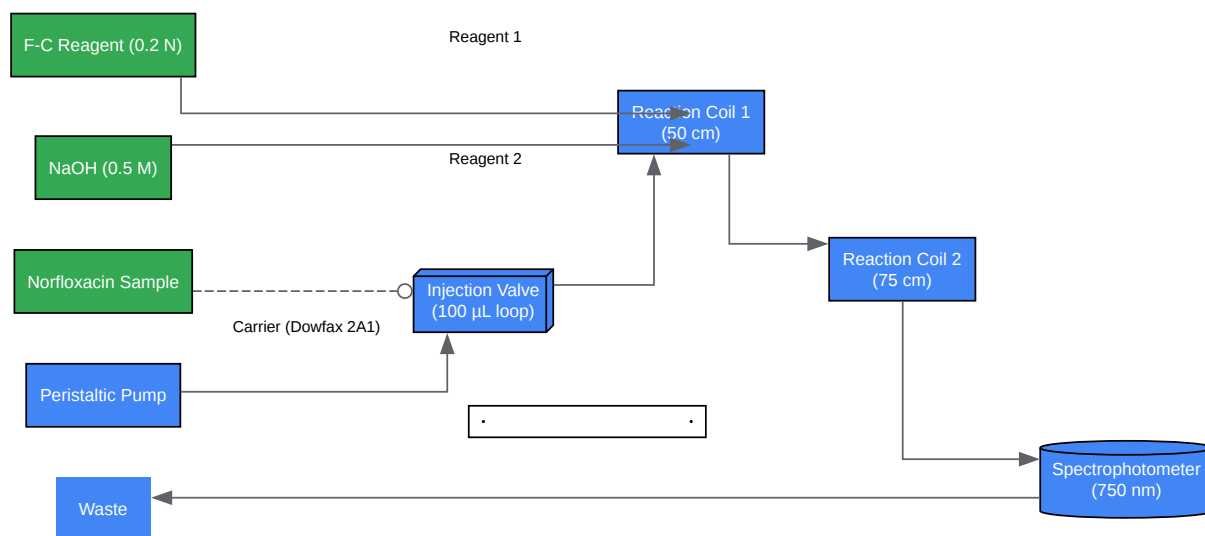 F-C Reagent (0.2 N)
Reagent 1
Reaction Coil 1
(50 cm)
NaOH (0.5 M)
Reagent 2
Reaction Coil 2
(75 cm)
Norfloxacin Sample
Injection Valve
(100 µL loop)
Carrier (Dowfax 2A1)
Peristaltic Pump
Spectrophotometer
(750 nm)
Waste